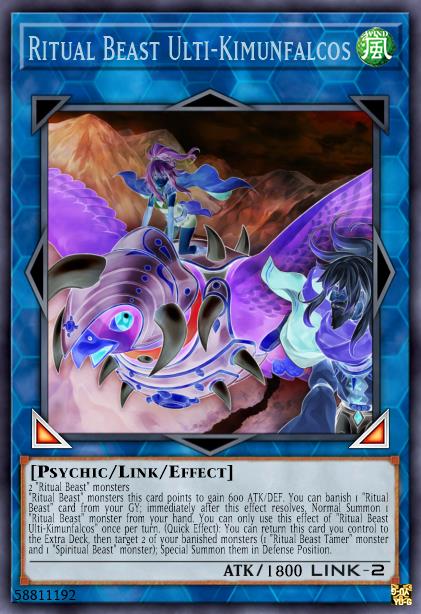 Ritual Beast Ulti-Kimunfalcos
WIND
風
[Psychic/Link/Effect]
2 "Ritual Beast" monsters
"Ritual Beast" monsters this card points to gain 600 ATK/DEF. You can banish 1 "Ritual
Beast" card from your GY; immediately after this effect resolves, Normal Summon 1
"Ritual Beast" monster from your hand. You can only use this effect of "Ritual Beast
Ulti-Kimunfalcos" once per turn. (Quick Effect): You can return this card you control to
the Extra Deck, then target 2 of your banished monsters (1 "Ritual Beast Tamer" monster
and 1 "Spiritual Beast" monster); Special Summon them in Defense Position.
ATK/1800 LINK-2
58811192